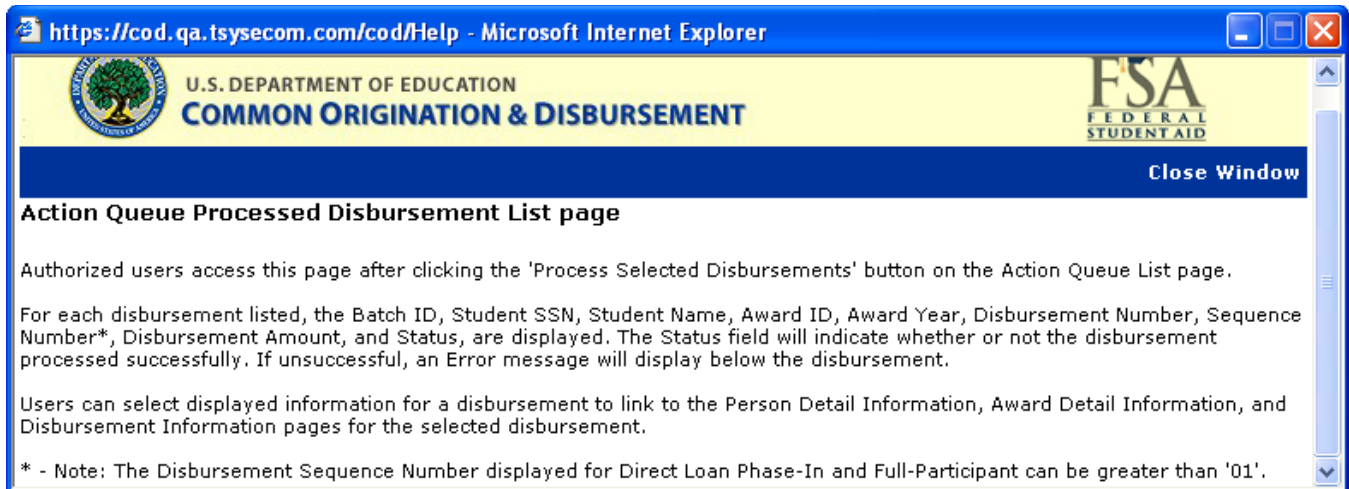 https://cod.qa.tsysecom.com/cod/Help - Microsoft Internet Explorer
U.S. DEPARTMENT OF EDUCATION
COMMON ORIGINATION & DISBURSEMENT
FSA
FEDERAL
STUDENT AID
Close Window
Action Queue Processed Disbursement List page
Authorized users access this page after clicking the 'Process Selected Disbursements' button on the Action Queue List page.
For each disbursement listed, the Batch ID, Student SSN, Student Name, Award ID, Award Year, Disbursement Number, Sequence
Number*, Disbursement Amount, and Status, are displayed. The Status field will indicate whether or not the disbursement
processed successfully. If unsuccessful, an Error message will display below the disbursement.
Users can select displayed information for a disbursement to link to the Person Detail Information, Award Detail Information, and
Disbursement Information pages for the selected disbursement.
* - Note: The Disbursement Sequence Number displayed for Direct Loan Phase-In and Full-Participant can be greater than '01'.